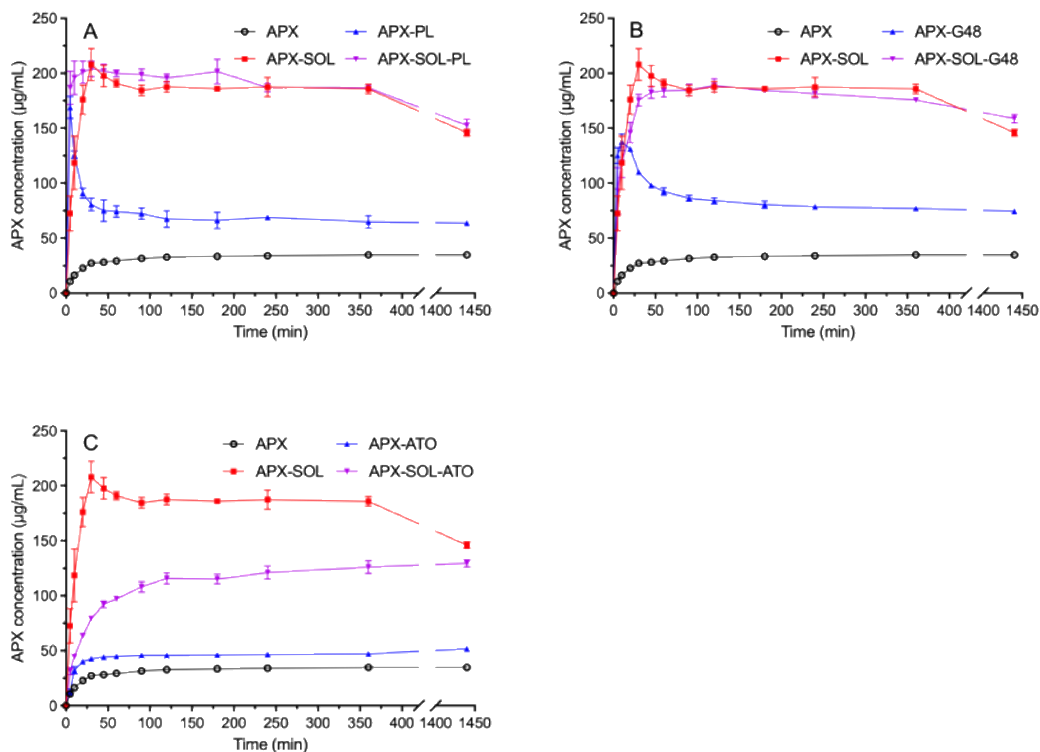 A
APX
APX-PL
APX-SOL
APX-SOL-PL
APX concentration (µg/mL)
250
200
150
100
50
0
0 50 100 150 200 250 300 350 400 1400 1450
Time (min)
B
APX
APX-G48
APX-SOL
APX-SOL-G48
APX concentration (µg/mL)
250
200
150
100
50
0
0 50 100 150 200 250 300 350 400 1400 1450
Time (min)
C
APX
APX-ATO
APX-SOL
APX-SOL-ATO
APX concentration (µg/mL)
250
200
150
100
50
0
0 50 100 150 200 250 300 350 400 1400 1450
Time (min)